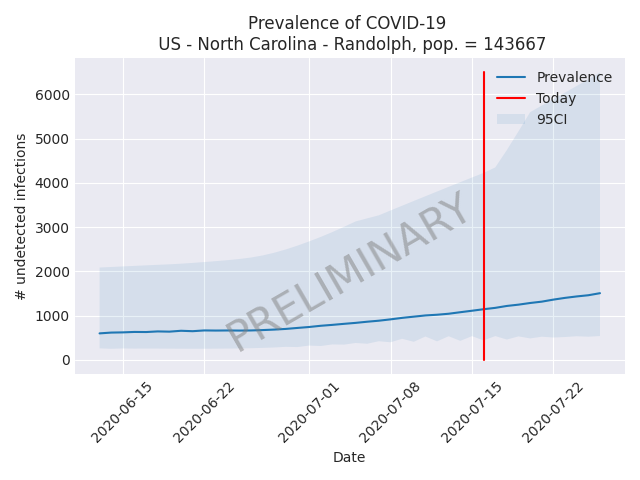 Prevalence of COVID-19
US - North Carolina - Randolph, pop. = 143667
Prevalence
Today
95CI
6000
5000
4000
3000
2000
1000
0
# undetected infections
PRELIMINARY
2020-06-15
2020-06-22
2020-07-01
2020-07-08
2020-07-15
2020-07-22
Date